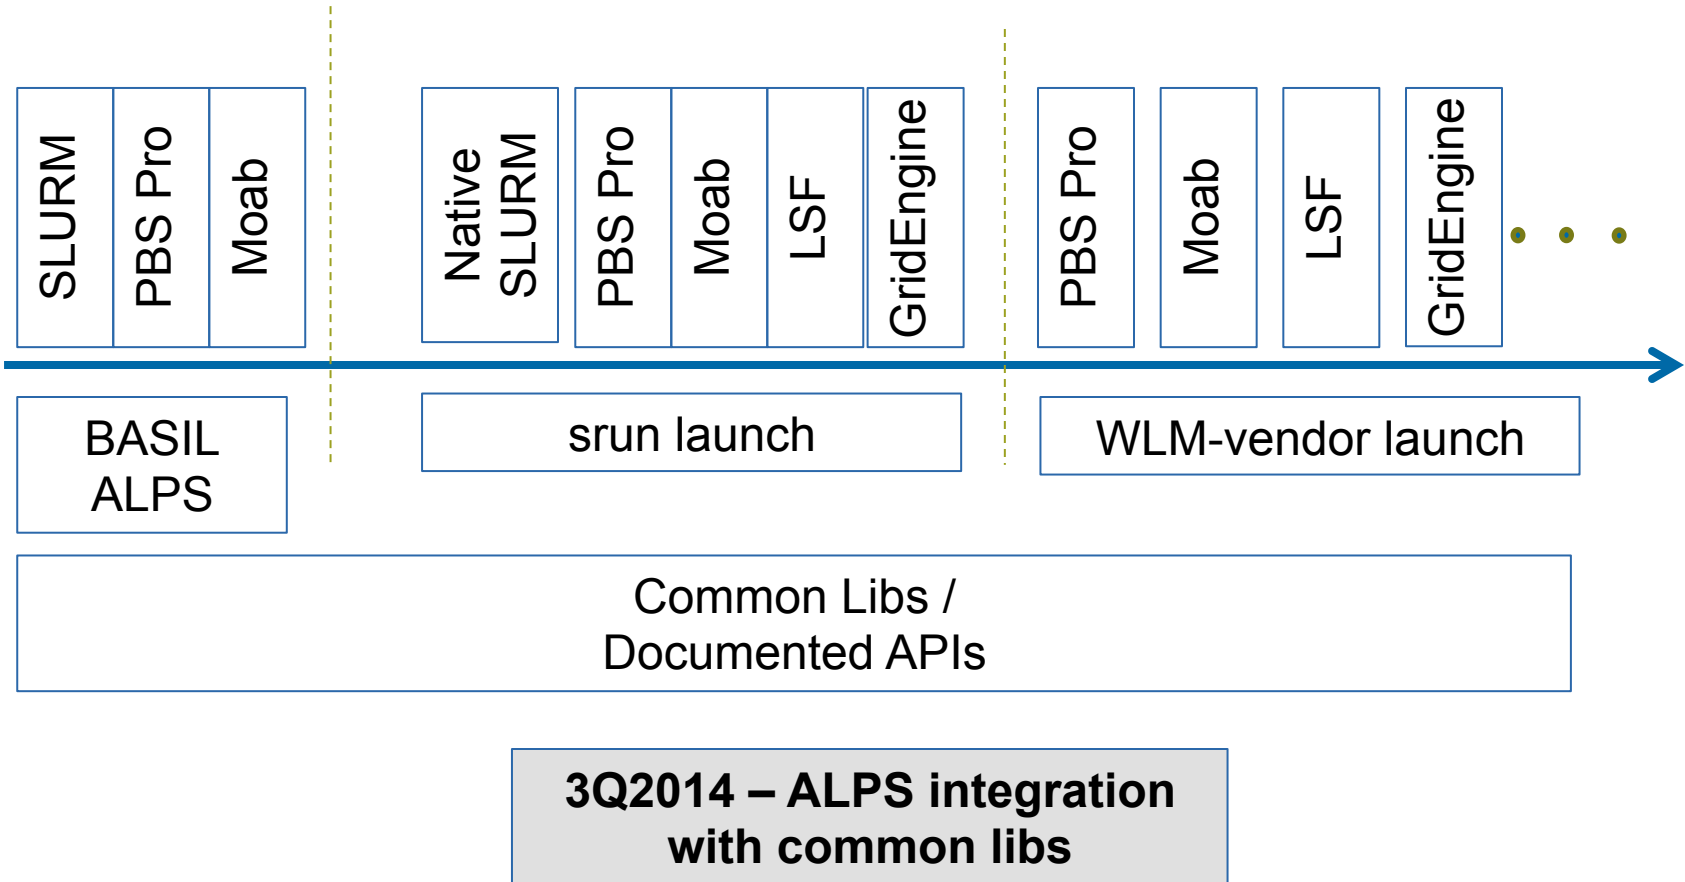 SLURM
PBS Pro
Moab
Native
SLURM
PBS Pro
Moab
LSF
GridEngine
PBS Pro
Moab
LSF
GridEngine
BASIL
ALPS
srun launch
WLM-vendor launch
Common Libs /
Documented APIs
3Q2014 – ALPS integration
with common libs